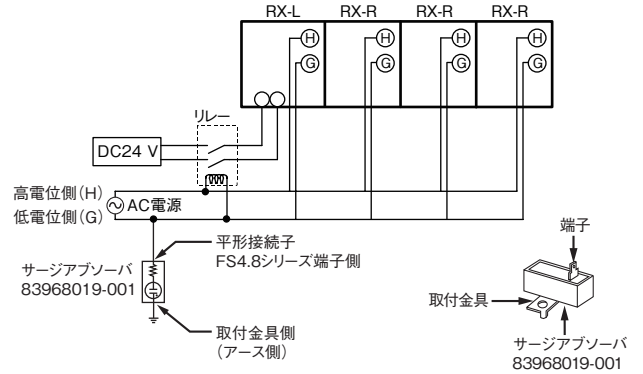 RX-L RX-R RX-R RX-R
H H H H
G G G G
リレー
DC24 V
高電位側(H)
AC電源
低電位側(G)
平形接続子
FS4.8シリーズ端子側
サージアブソーバ
83968019-001
取付金具側
(アース側)
端子
取付金具
サージアブソーバ
83968019-001